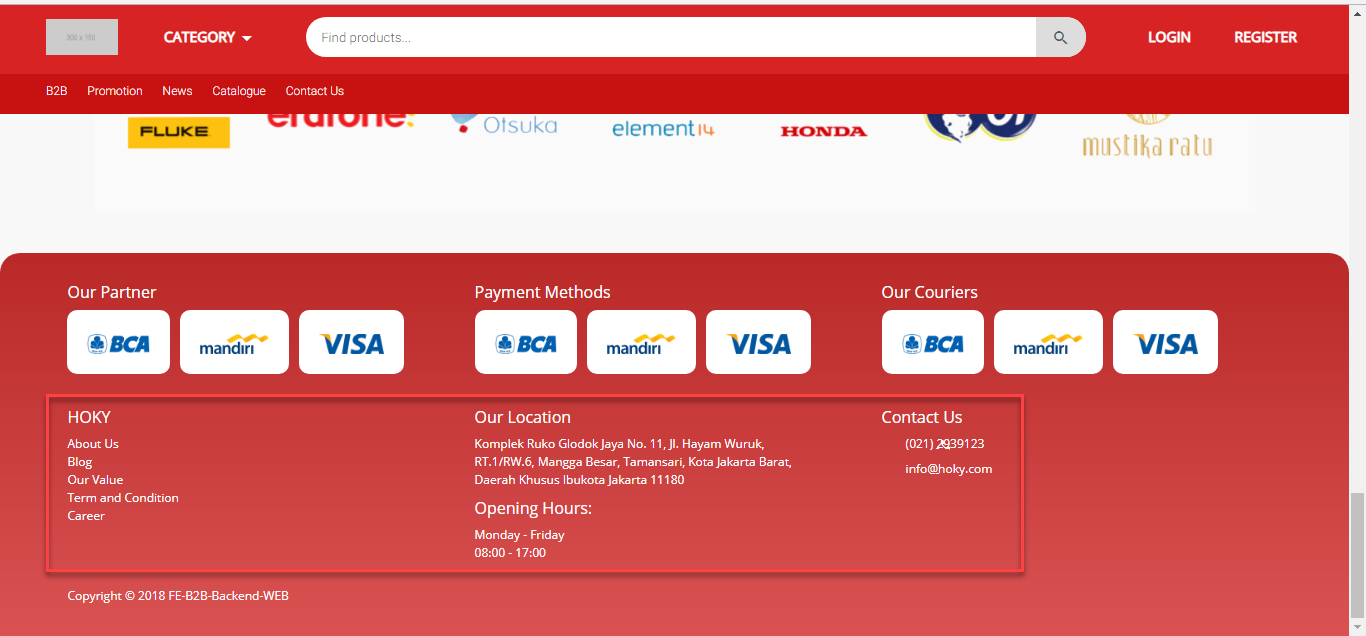 CATEGORY
Find products...
LOGIN
REGISTER
B2B
Promotion
News
Catalogue
Contact Us
FLUKE
erafone
Otsuka
element14
HONDA
mustika ratu
Our Partner
BCA
mandiri
VISA
Payment Methods
BCA
mandiri
VISA
Our Couriers
BCA
mandiri
VISA
HOKY
About Us
Blog
Our Value
Term and Condition
Career
Our Location
Komplek Ruko Glodok Jaya No. 11, Jl. Hayam Wuruk,
RT.1/RW.6, Mangga Besar, Tamansari, Kota Jakarta Barat,
Daerah Khusus Ibukota Jakarta 11180
Opening Hours:
Monday - Friday
08:00 - 17:00
Contact Us
(021)
info@hoky.com
Copyright © 2018 FE-B2B-Backend-WEB